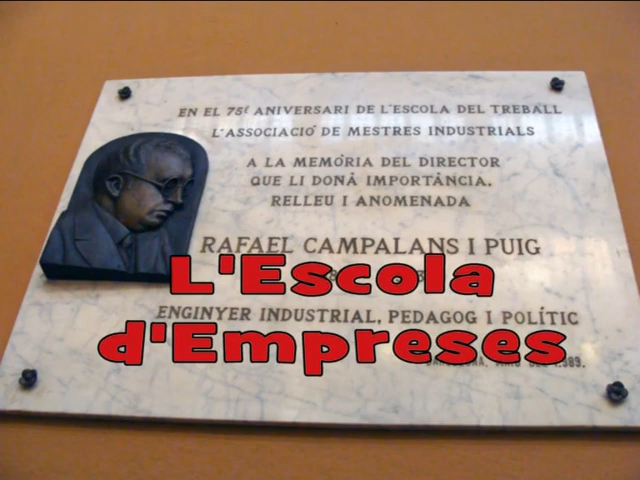 EN EL 75è ANIVERSARI DE L'ESCOLA DEL TREBALL
L'ASSOCIACIÓ DE MESTRES INDUSTRIALS
A LA MEMÒRIA DEL DIRECTOR
QUE LI DONÀ IMPORTÀNCIA,
RELLEU I ANOMENADA
RAFAEL CAMPALANS I PUIG
L'Escola
ENGINYER INDUSTRIAL, PEDAGOG I POLÍTIC
d'Empreses